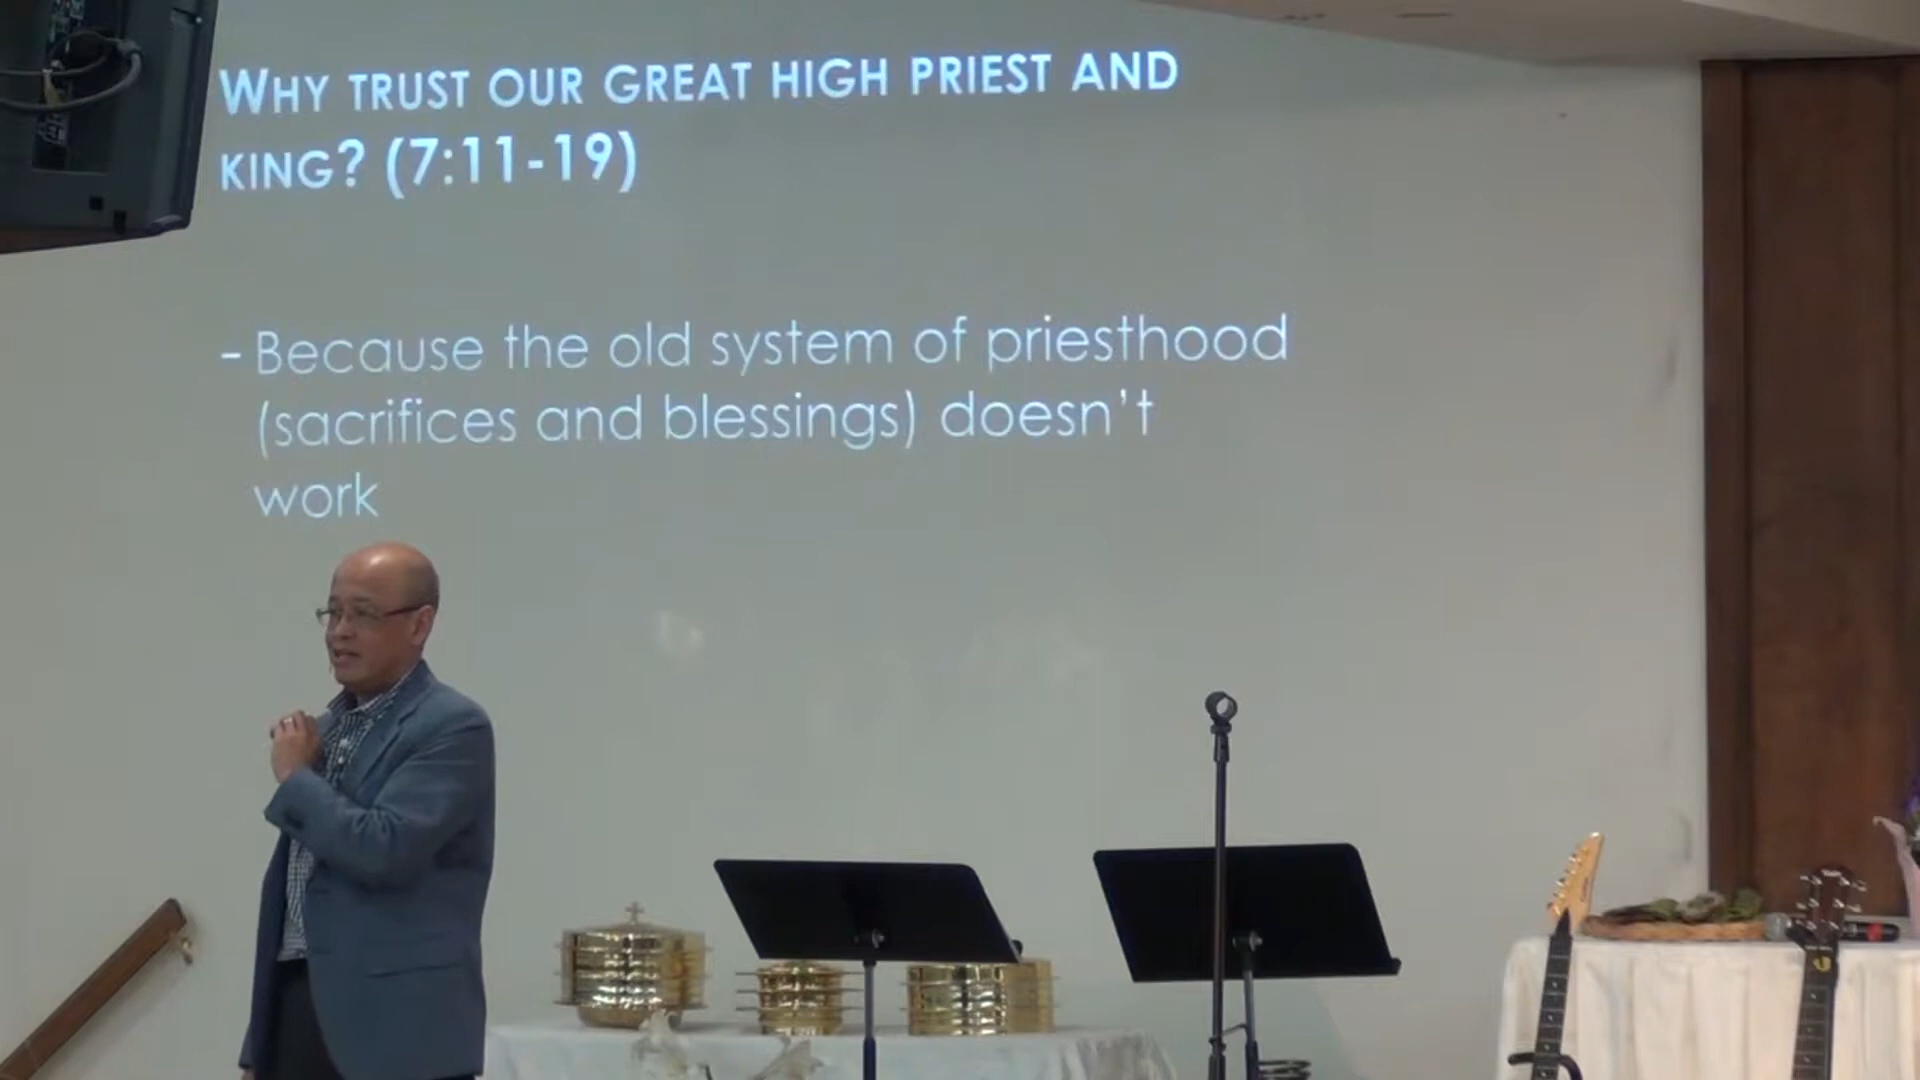 WHY TRUST OUR GREAT HIGH PRIEST AND
KING? (7:11-19)
- Because the old system of priesthood
(sacrifices and blessings) doesn't
work